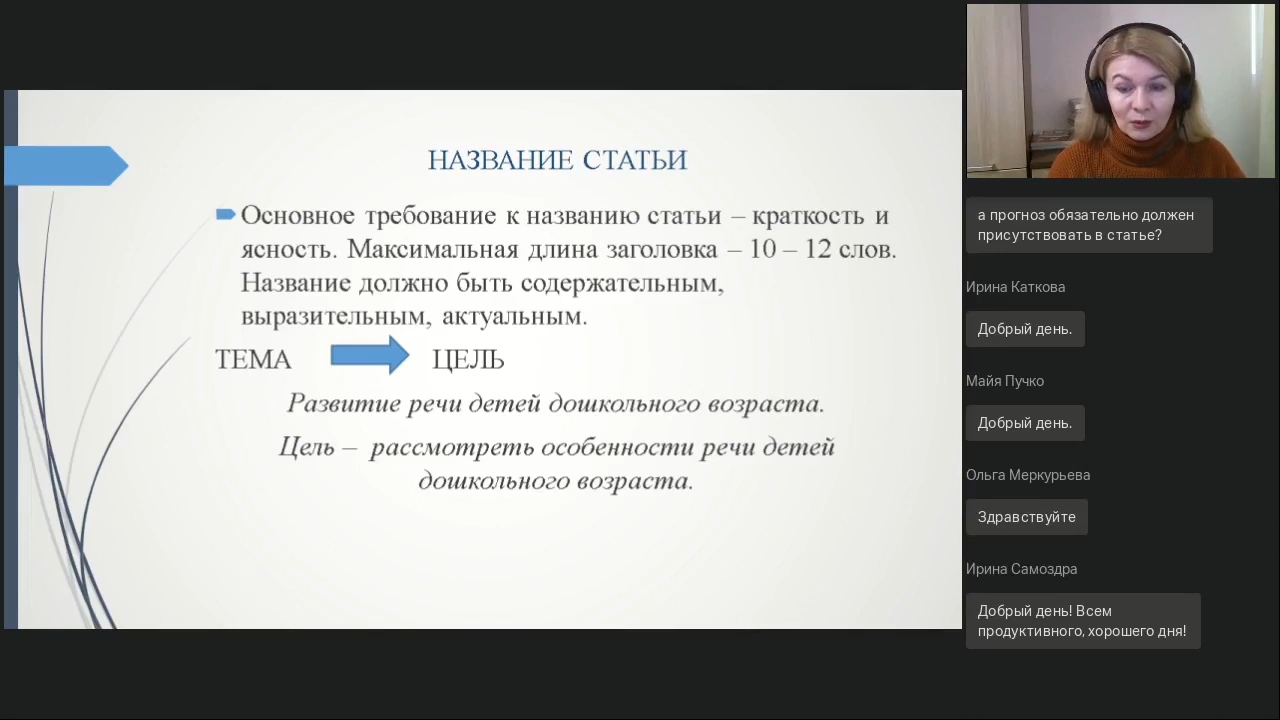 НАЗВАНИЕ СТАТЬИ
Основное требование к названию статьи – краткость и
ясность. Максимальная длина заголовка – 10 – 12 слов.
Название должно быть содержательным,
выразительным, актуальным.
ТЕМА ЦЕЛЬ
Развитие речи детей дошкольного возраста.
Цель – рассмотреть особенности речи детей
дошкольного возраста.
а прогноз обязательно должен
присутствовать в статье?
Ирина Каткова
Добрый день.
Майя Пучко
Добрый день.
Ольга Меркурьева
Здравствуйте
Ирина Самоздра
Добрый день! Всем
продуктивного, хорошего дня!